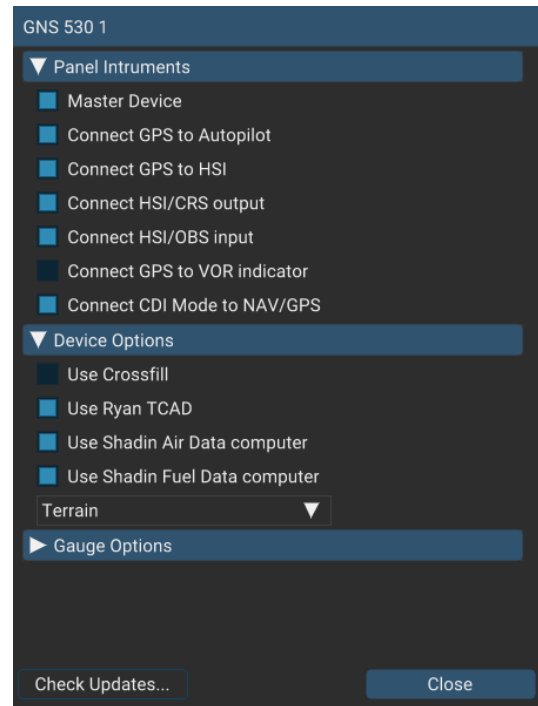 GNS 530 1
Panel Intruments
Master Device
Connect GPS to Autopilot
Connect GPS to HSI
Connect HSI/CRS output
Connect HSI/OBS input
Connect GPS to VOR indicator
Connect CDI Mode to NAV/GPS
Device Options
Use Crossfill
Use Ryan TCAD
Use Shadin Air Data computer
Use Shadin Fuel Data computer
Terrain
Gauge Options
Check Updates... Close